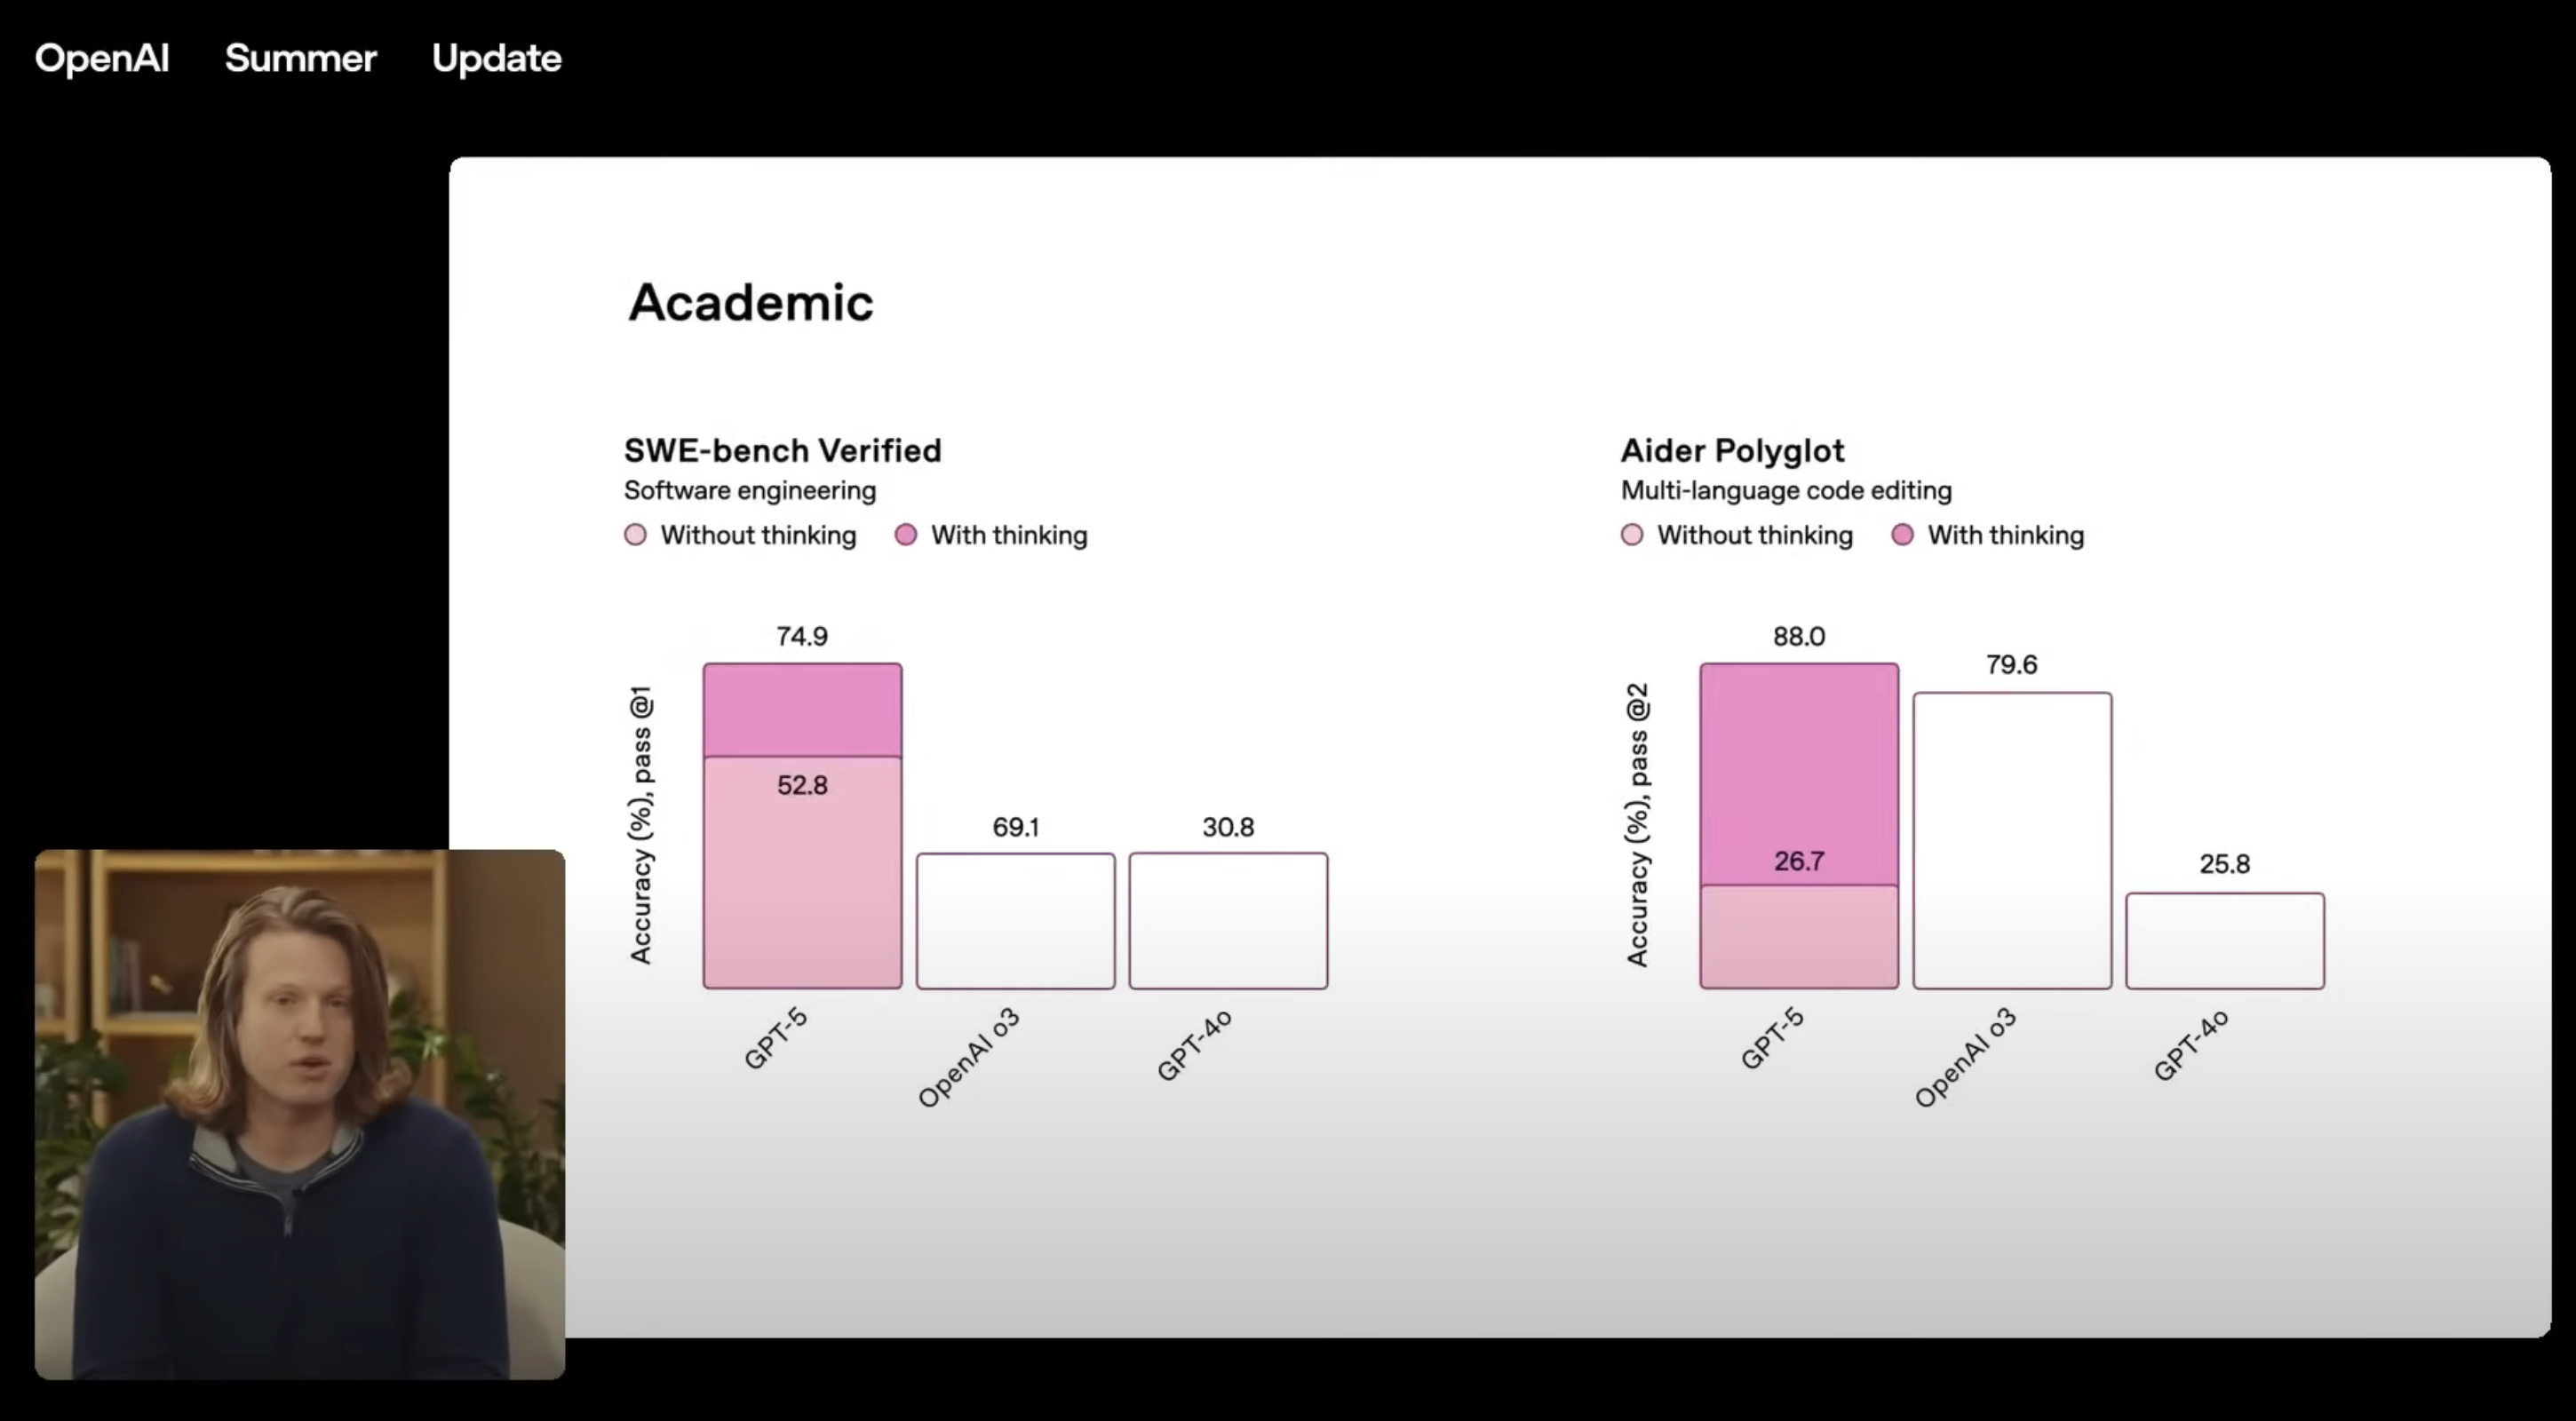 OpenAI Summer Update
Academic
SWE-bench Verified
Software engineering
Without thinking With thinking
Accuracy (%), pass @1
74.9
52.8
69.1
30.8
GPT-5
OpenAI o3
GPT-4o
Aider Polyglot
Multi-language code editing
Without thinking With thinking
Accuracy (%), pass @2
88.0
26.7
79.6
25.8
GPT-5
OpenAI o3
GPT-4o